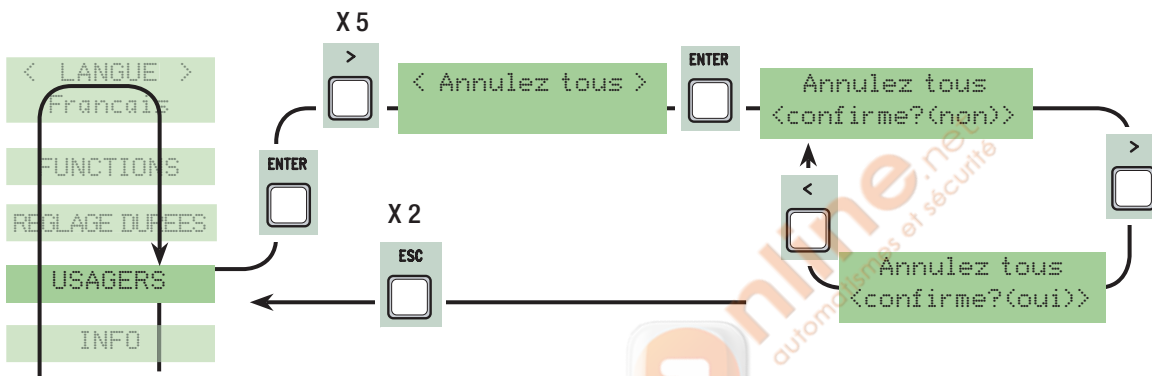 X 5
>
< LANGUE >
Francais
< Annulez tous >
ENTER
Annulez tous
<confirme?(non)>
FUNCTIONS
ENTER
>
REGLAGE DUREES
X 2
<
ESC
USAGERS
Annulez tous
<confirme?(oui)>
INFO
nline.net
automatismes et sécurité